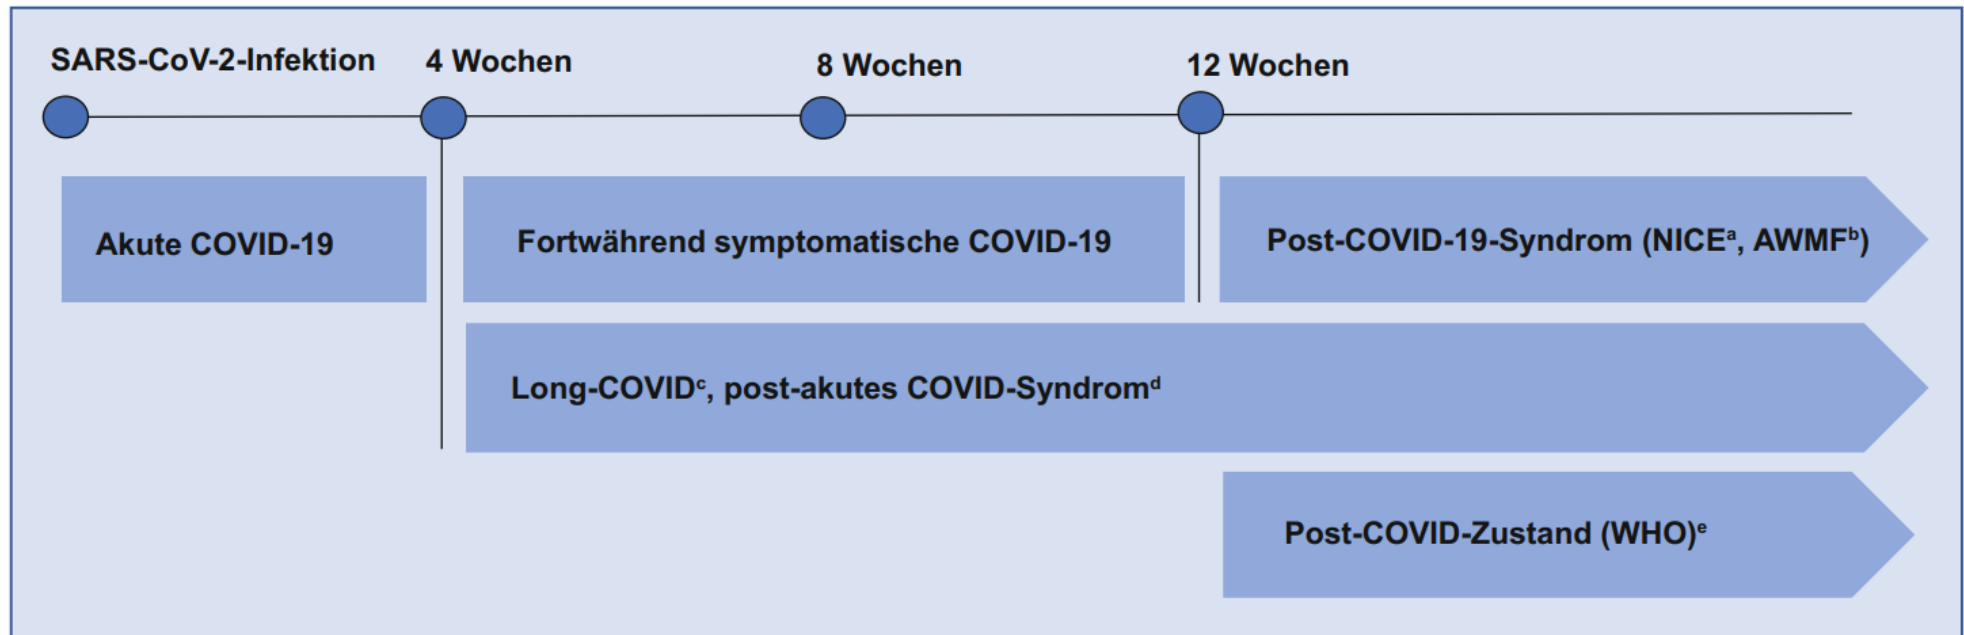 SARS-CoV-2-Infektion
4 Wochen
8 Wochen
12 Wochen
Akute COVID-19
Fortwährend symptomatische COVID-19
Post-COVID-19-Syndrom (NICEᵃ, AWMFᵇ)
Long-COVIDᶜ, post-akutes COVID-Syndromᵈ
Post-COVID-Zustand (WHO)ᵉ